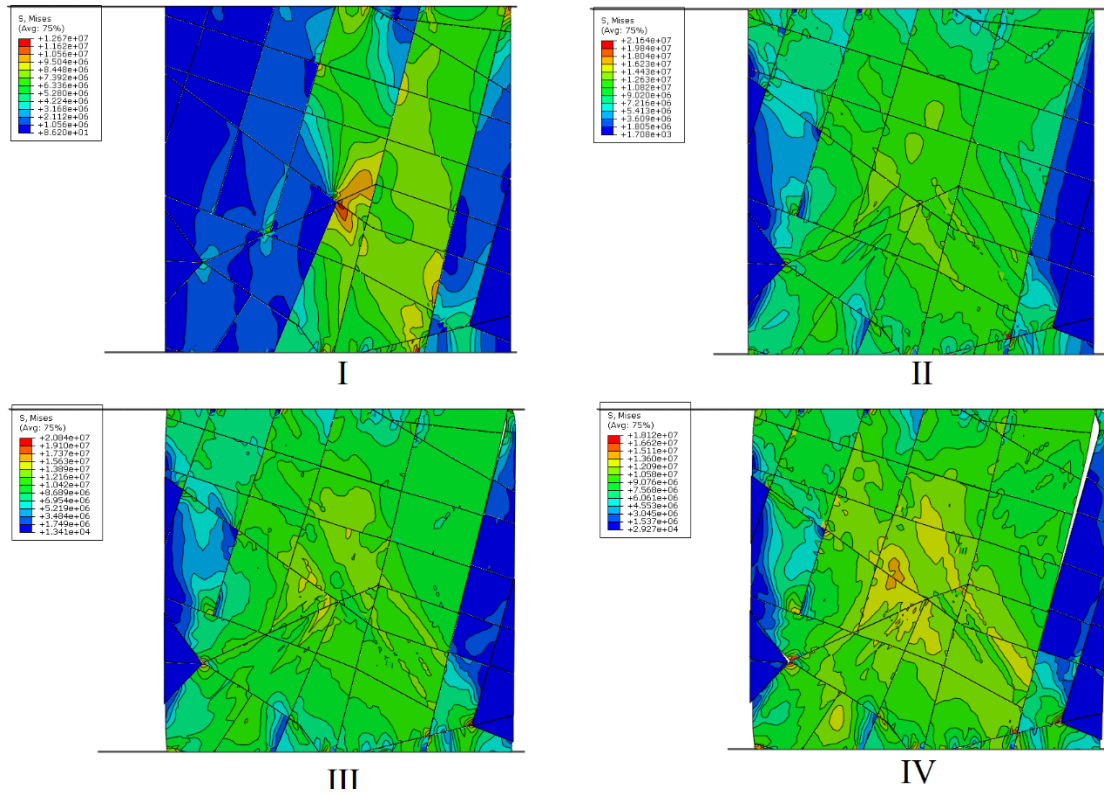 S, Mises
(Avg: 75%)
+1.267e+07
+1.162e+07
+1.056e+07
+9.504e+06
+8.448e+06
+7.392e+06
+6.336e+06
+5.280e+06
+4.224e+06
+3.168e+06
+2.112e+06
+1.056e+06
+8.620e+01
I
S, Mises
(Avg: 75%)
+2.164e+07
+1.984e+07
+1.804e+07
+1.623e+07
+1.443e+07
+1.263e+07
+1.082e+07
+9.020e+06
+7.216e+06
+5.413e+06
+3.609e+06
+1.805e+06
+1.708e+03
II
S, Mises
(Avg: 75%)
+2.084e+07
+1.910e+07
+1.737e+07
+1.563e+07
+1.389e+07
+1.216e+07
+1.042e+07
+8.689e+06
+6.954e+06
+5.219e+06
+3.484e+06
+1.749e+06
+1.341e+04
III
S, Mises
(Avg: 75%)
+1.812e+07
+1.662e+07
+1.511e+07
+1.360e+07
+1.209e+07
+1.058e+07
+9.076e+06
+7.568e+06
+6.061e+06
+4.553e+06
+3.045e+06
+1.537e+06
+2.927e+04
IV